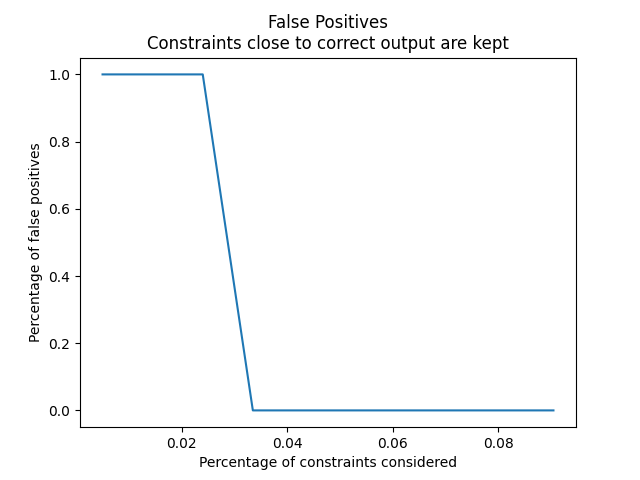 False Positives
Constraints close to correct output are kept
1.0
0.8
0.6
0.4
0.2
0.0
Percentage of false positives
0.02 0.04 0.06 0.08
Percentage of constraints considered